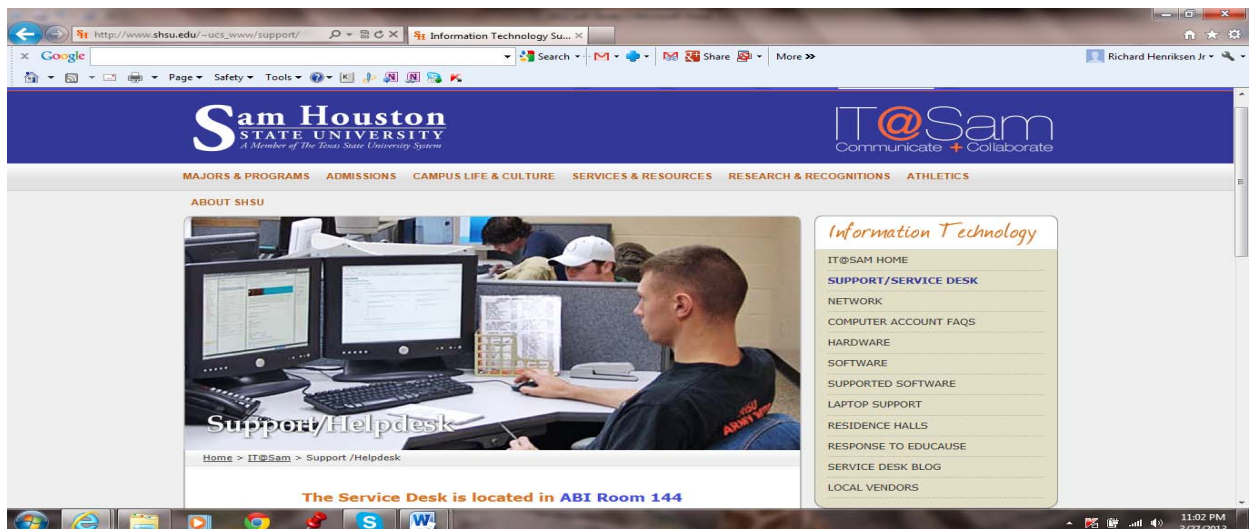 http://www.shsu.edu/~ucs_www/support/
Information Technology Su...
Google
Search
Share
More »
Richard Henriksen Jr
Page Safety Tools
Sam Houston
STATE UNIVERSITY
A Member of The Texas State University System
IT@Sam
Communicate + Collaborate
MAJORS & PROGRAMS ADMISSIONS CAMPUS LIFE & CULTURE SERVICES & RESOURCES RESEARCH & RECOGNITIONS ATHLETICS
ABOUT SHSU
Support/Helpdesk
Home > IT@Sam > Support /Helpdesk
The Service Desk is located in ABI Room 144
Information Technology
IT@SAM HOME
SUPPORT/SERVICE DESK
NETWORK
COMPUTER ACCOUNT FAQS
HARDWARE
SOFTWARE
SUPPORTED SOFTWARE
LAPTOP SUPPORT
RESIDENCE HALLS
RESPONSE TO EDUCAUSE
SERVICE DESK BLOG
LOCAL VENDORS
11:02 PM
3/27/2013